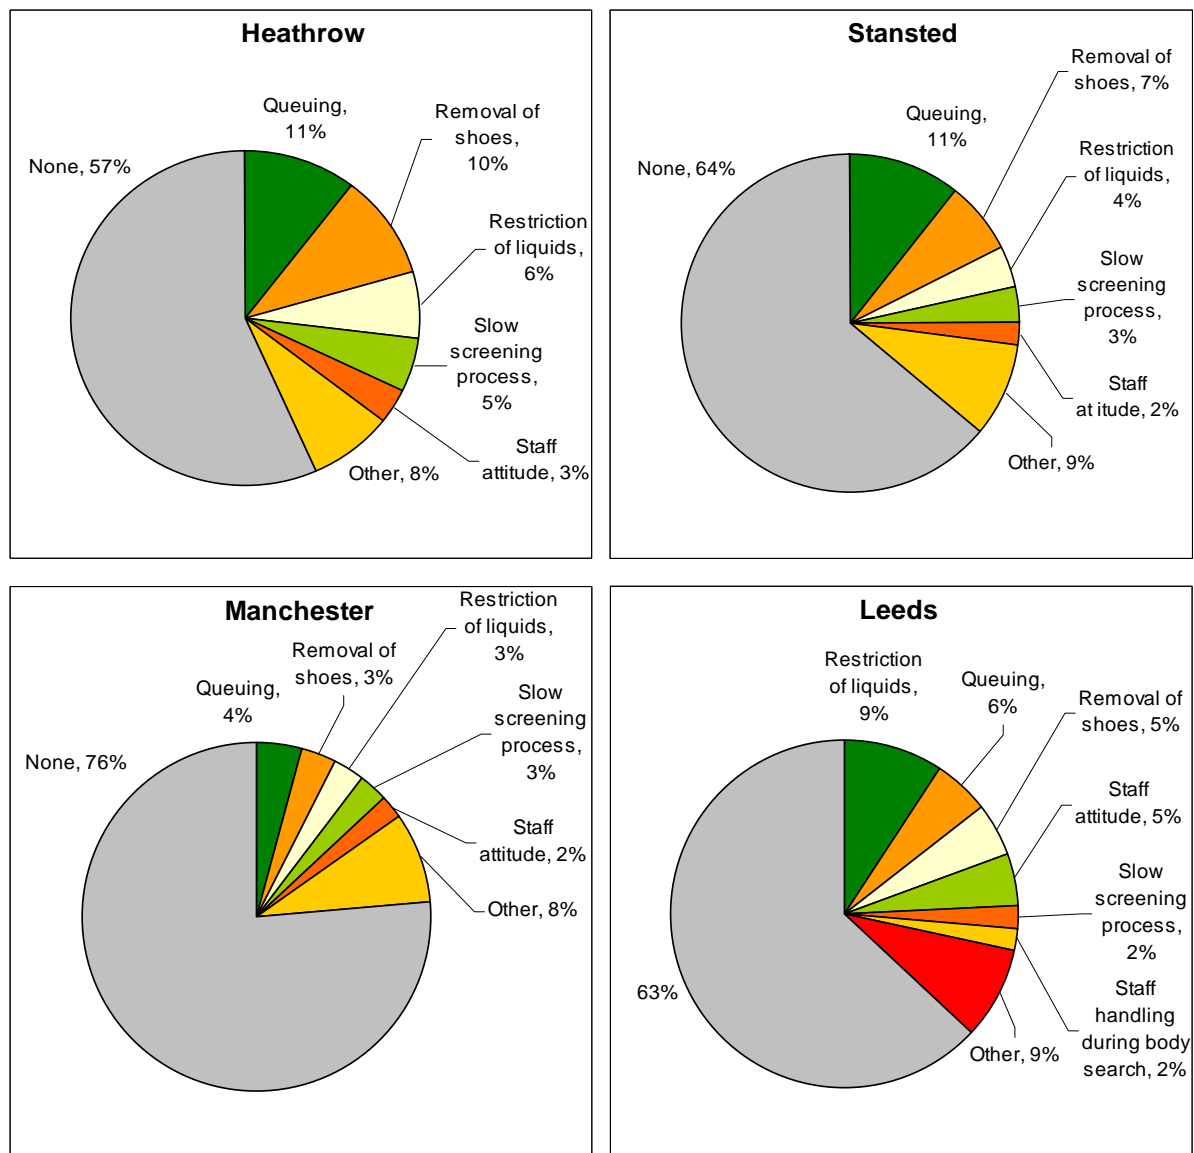 Heathrow
Queuing,
11%
Removal of
shoes,
10%
Restriction
of liquids,
6%
Slow
screening
process,
5%
Staff
attitude, 3%
Other, 8%
None, 57%
Stansted
Queuing,
11%
Removal of
shoes, 7%
Restriction
of liquids,
4%
Slow
screening
process,
3%
Staff
at itude, 2%
Other, 9%
None, 64%
Manchester
Queuing,
4%
Removal of
shoes, 3%
Restriction
of liquids,
3%
Slow
screening
process,
3%
Staff
attitude, 2%
Other, 8%
None, 76%
Leeds
Restriction
of liquids,
9%
Queuing,
6%
Removal of
shoes, 5%
Staff
attitude, 5%
Slow
screening
process,
2%
Staff
handling
during body
search, 2%
Other, 9%
63%